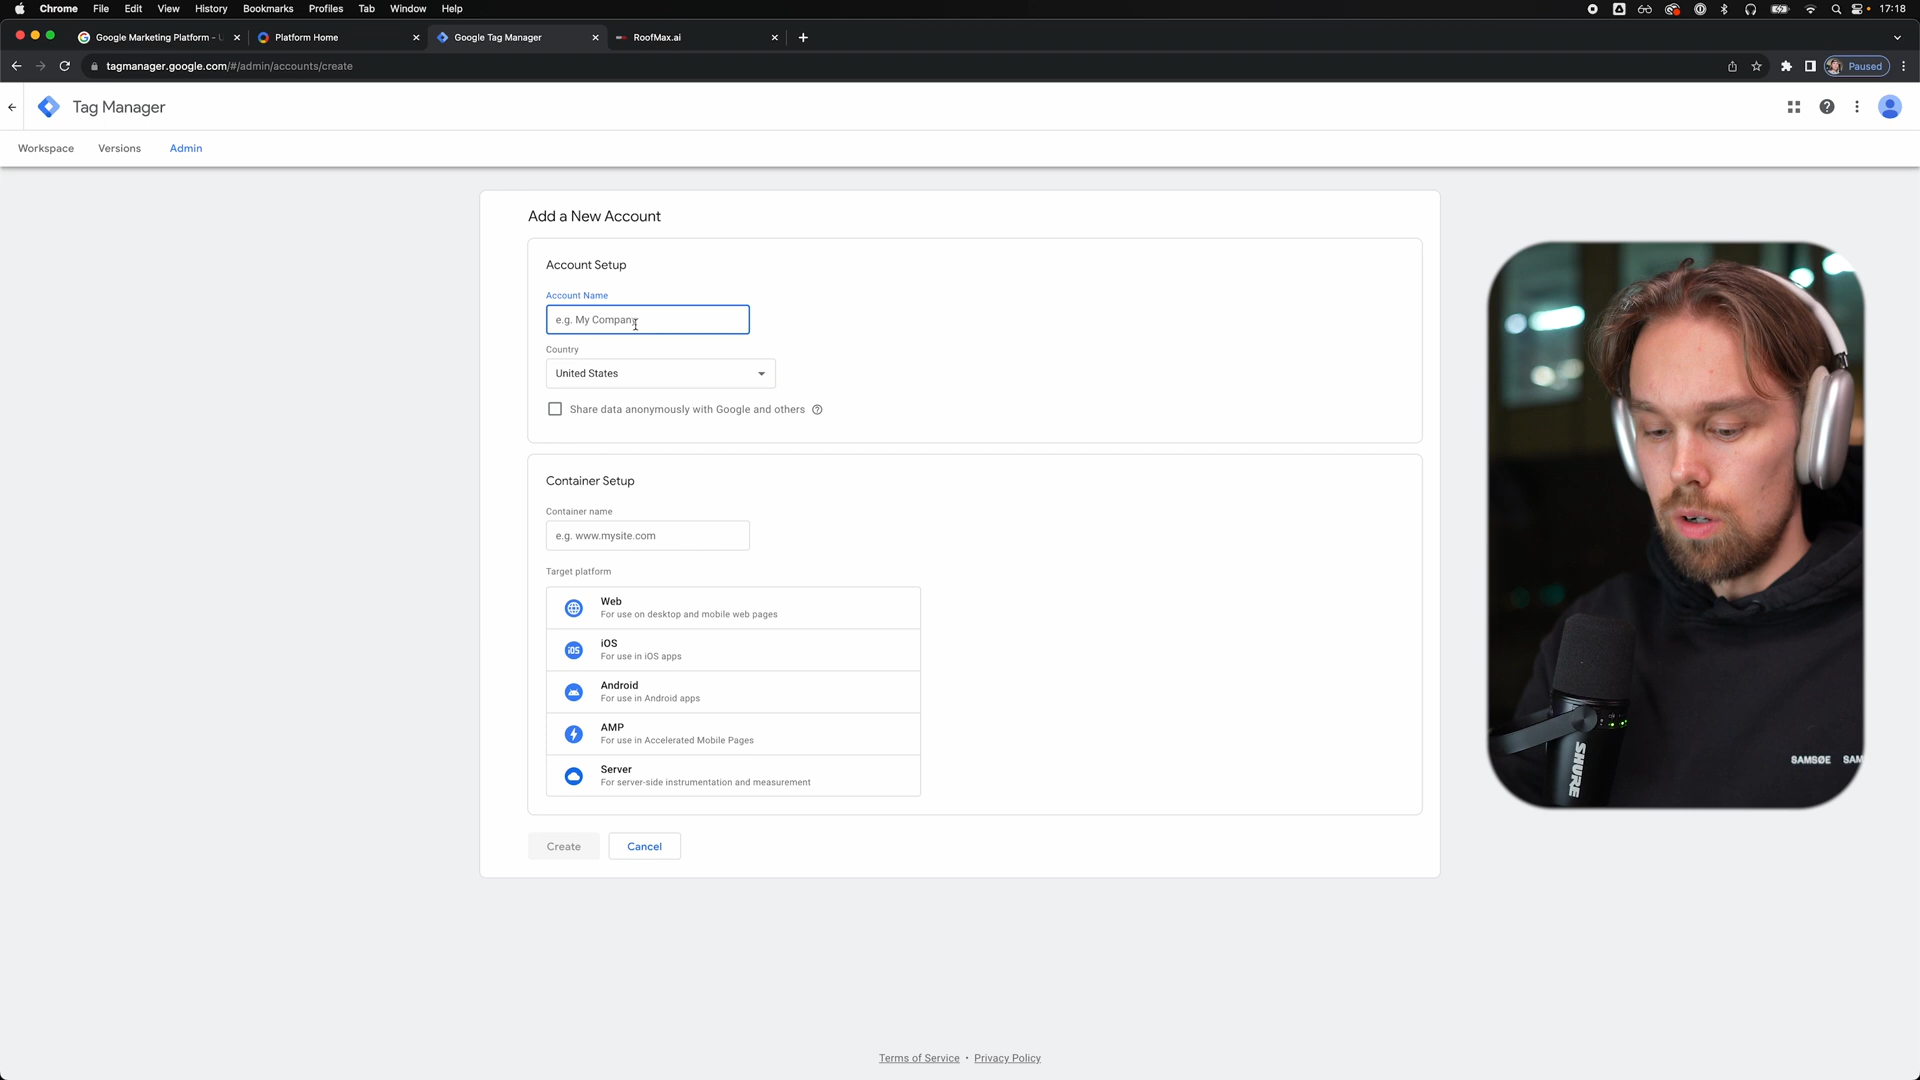 Chrome File Edit View History Bookmarks Profiles Tab Window Help 17:18
Google Marketing Platform - Platform Home Google Tag Manager RoofMax.ai
tagmanager.google.com/#/admin/accounts/create Paused
Tag Manager
Workspace Versions Admin
Add a New Account
Account Setup
Account Name
e.g. My Company
Country
United States
Share data anonymously with Google and others
Container Setup
Container name
e.g. www.mysite.com
Target platform
Web
For use on desktop and mobile web pages
iOS
iOS
For use in iOS apps
Android
For use in Android apps
AMP
For use in Accelerated Mobile Pages
Server
For server-side instrumentation and measurement
Create Cancel
SHURE
SAMSØE SAM
Terms of Service • Privacy Policy